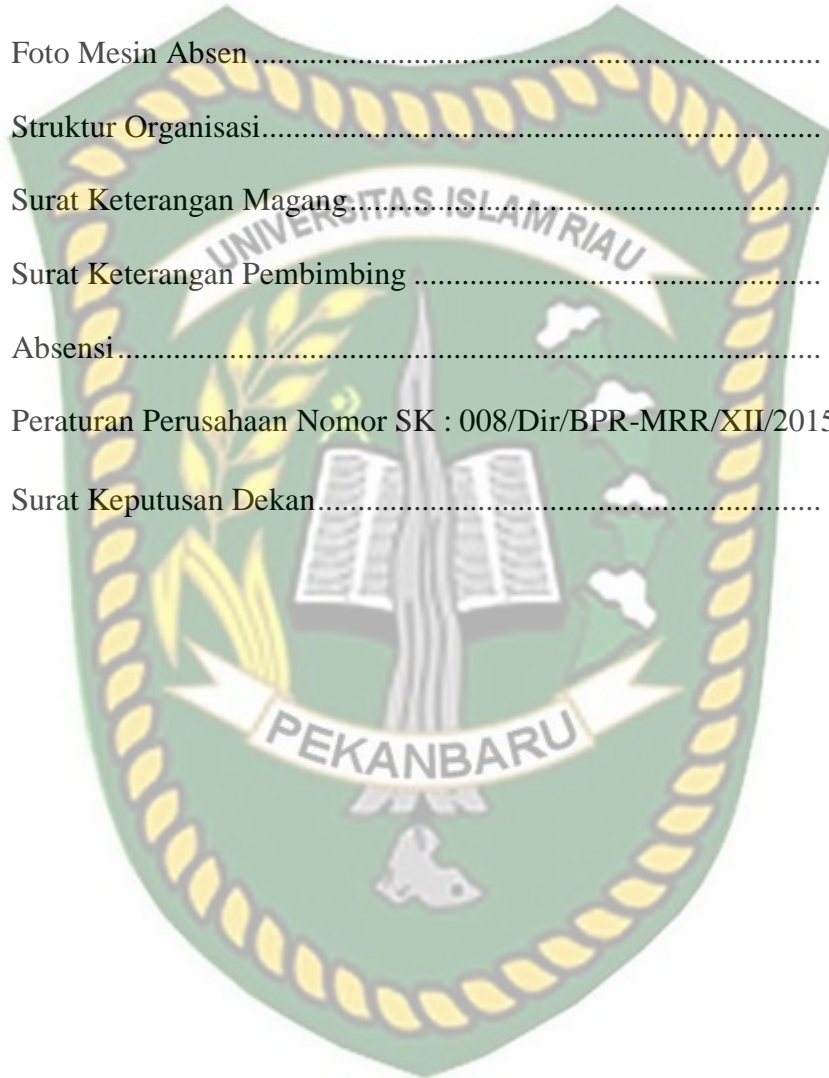 Foto Mesin Absen ......................................................................
Struktur Organisasi.....................................................................
UNIVERSITAS ISLAM RIAU
Surat Keterangan Magang..........................................................
Surat Keterangan Pembimbing ..................................................
Absensi.......................................................................................
Peraturan Perusahaan Nomor SK : 008/Dir/BPR-MRR/XII/2015
Surat Keputusan Dekan..............................................................
PEKANBARU